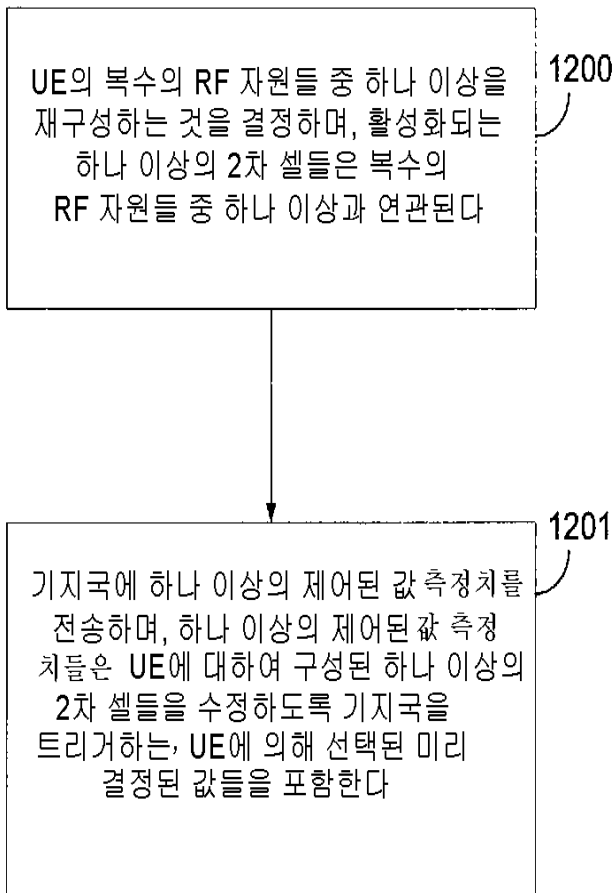 UE의 복수의 RF 자원들 중 하나 이상을
재구성하는 것을 결정하며, 활성화되는
하나 이상의 2차 셀들은 복수의
RF 자원들 중 하나 이상과 연관된다
1200
기지국에 하나 이상의 제어된 값 측정치를
전송하며, 하나 이상의 제어된 값 측정
치들은 UE에 대하여 구성된 하나 이상의
2차 셀들을 수정하도록 기지국을
트리거하는, UE에 의해 선택된 미리
결정된 값들을 포함한다
1201